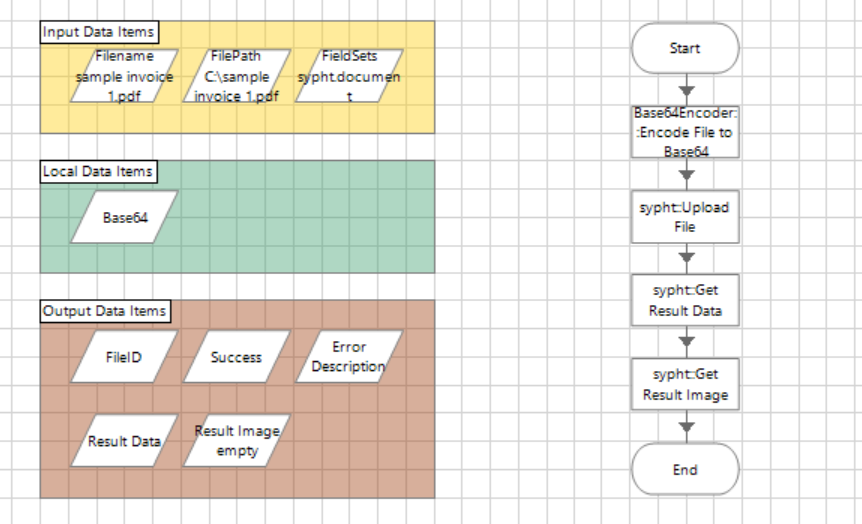 Input Data Items
Filename
sample invoice
1.pdf
FilePath
C:\sample
invoice 1.pdf
FieldSets
sypht.documen
t
Local Data Items
Base64
Output Data Items
FileID
Success
Error
Description
Result Data
Result Image
empty
Start
Base64Encoder:
:Encode File to
Base64
sypht::Upload
File
sypht::Get
Result Data
sypht::Get
Result Image
End